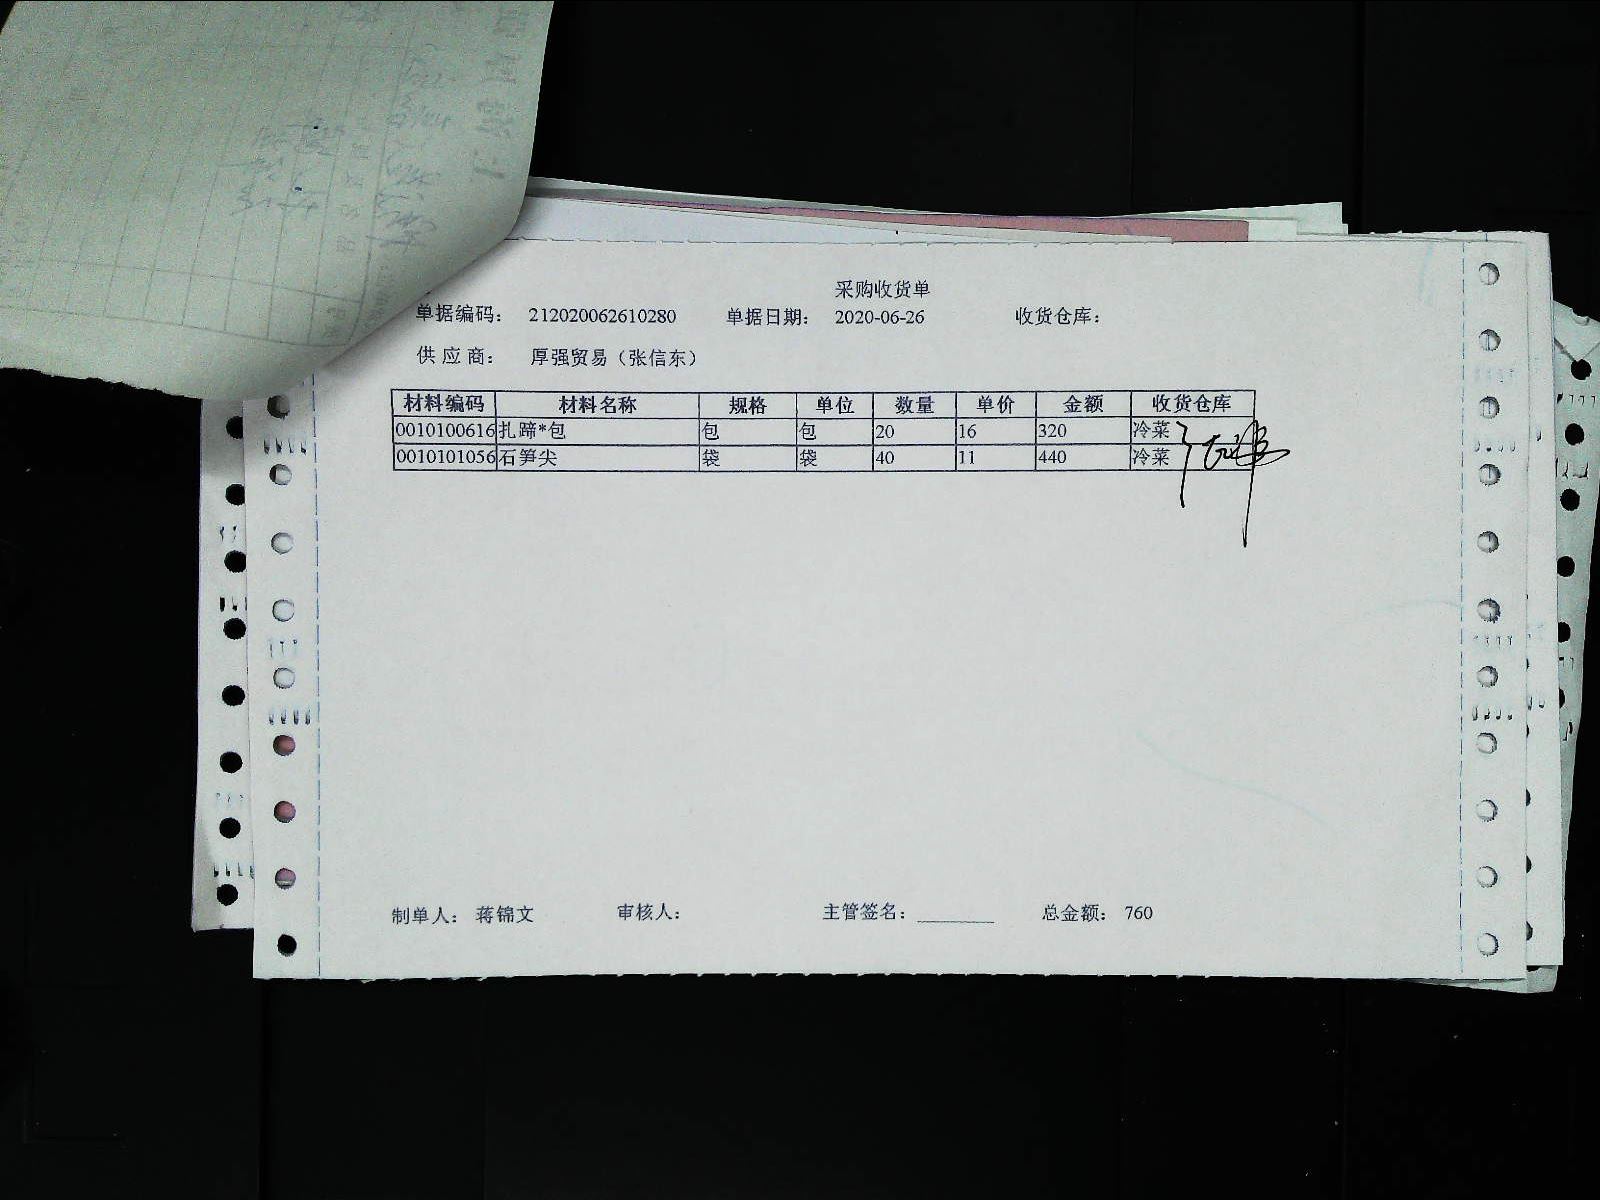 采购收货单
单据编码: 212020062610280 单据日期: 2020-06-26 收货仓库:
供应商: 厚强贸易（张信东）
材料编码 材料名称 规格 单位 数量 单价 金额 收货仓库
0010100616 扎蹄*包 包 包 20 16 320 冷菜
0010101056 石笋尖 袋 袋 40 11 440 冷菜
制单人: 蒋锦文 审核人: 主管签名: ________ 总金额: 760